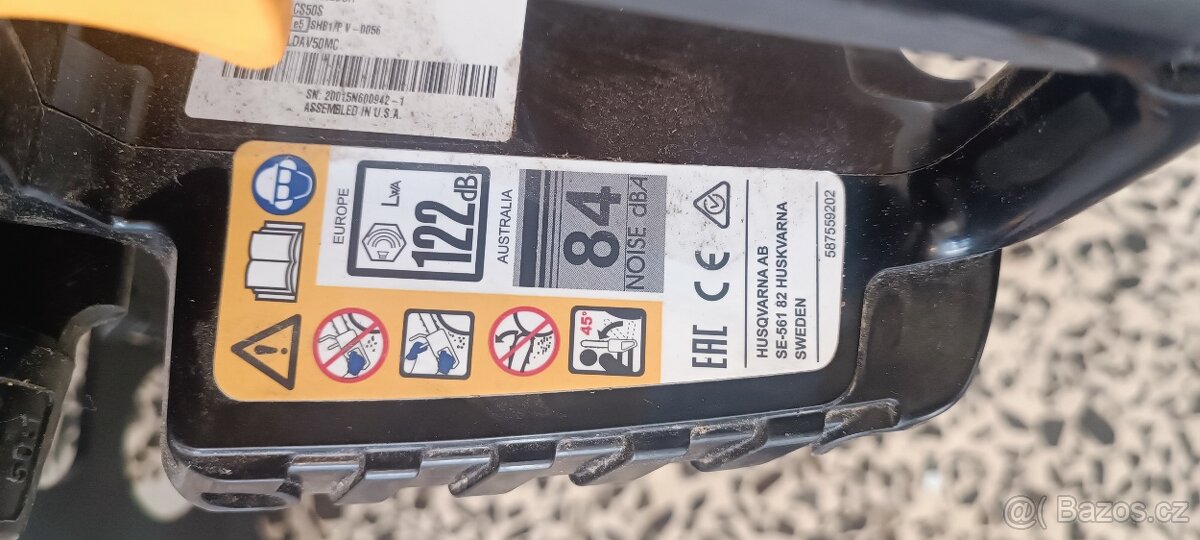 CS50S
e5 SHB1/P V - 0056
LDAV50MC
SN: 20015N600942-1
ASSEMBLED IN U.S.A.
EUROPE
LWA
122dB
AUSTRALIA
84
NOISE dBA
45°
EAC CE
HUSQVARNA AB
SE-561 82 HUSKVARNA
SWEDEN
587559202
Bazos.cz